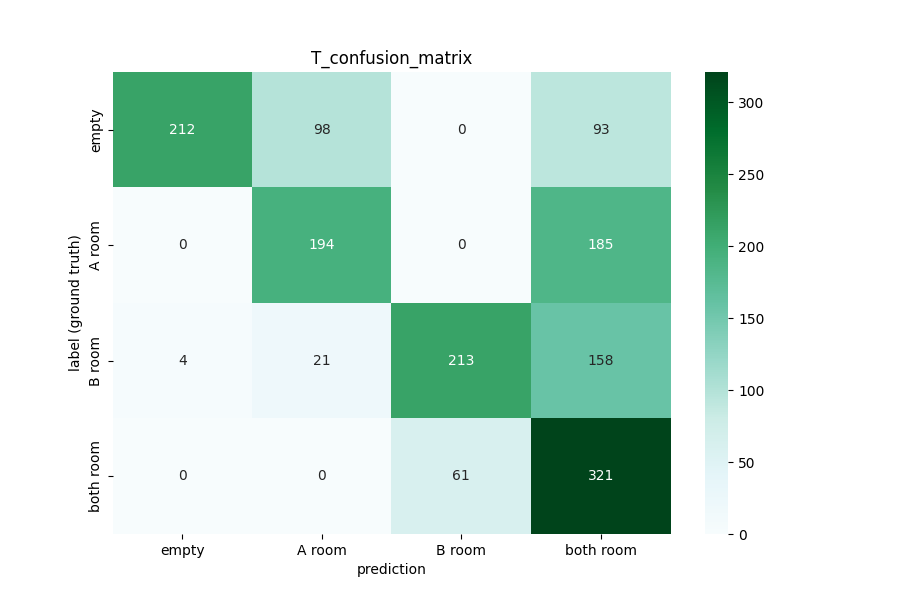 T_confusion_matrix
label (ground truth)
empty 212 98 0 93
A room 0 194 0 185
B room 4 21 213 158
both room 0 0 61 321
empty A room B room both room
prediction
300
250
200
150
100
50
0